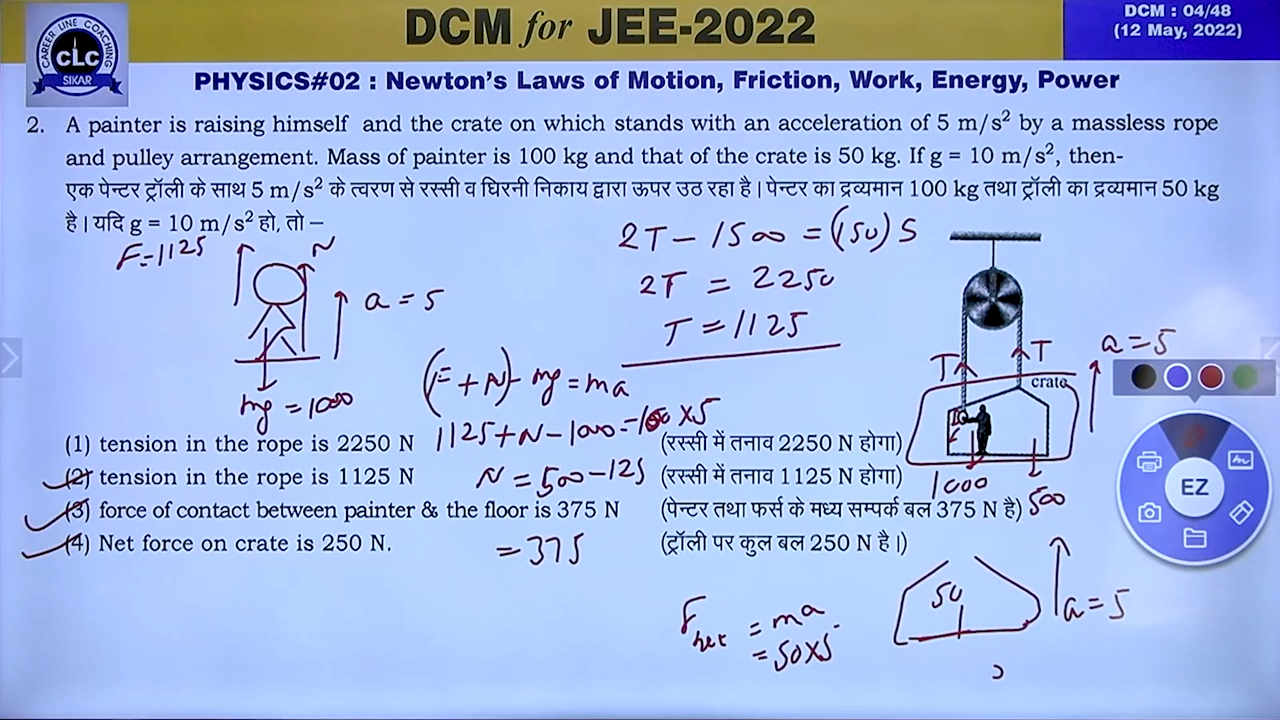 DCM for JEE-2022
DCM : 04/48
(12 May, 2022)
CAREER LINE COACHING
CLC
SIKAR
PHYSICS#02 : Newton's Laws of Motion, Friction, Work, Energy, Power
2. A painter is raising himself and the crate on which stands with an acceleration of 5 m/s² by a massless rope
and pulley arrangement. Mass of painter is 100 kg and that of the crate is 50 kg. If g = 10 m/s², then-
एक पेन्टर ट्रॉली के साथ 5 m/s² के त्वरण से रस्सी व घिरनी निकाय द्वारा ऊपर उठ रहा है। पेन्टर का द्रव्यमान 100 kg तथा ट्रॉली का द्रव्यमान 50 kg
है। यदि g = 10 m/s² हो, तो –
F=1125
N
a = 5
mg = 1000
2T - 1500 = (150) 5
2T = 2250
T = 1125
(F + N) - mg = ma
1125 + N - 1000 = 100 × 5
N = 500 - 125
= 375
T
T
a = 5
crate
1000
500
(1) tension in the rope is 2250 N (रस्सी में तनाव 2250 N होगा)
(2) tension in the rope is 1125 N (रस्सी में तनाव 1125 N होगा)
(3) force of contact between painter & the floor is 375 N (पेन्टर तथा फर्स के मध्य सम्पर्क बल 375 N है)
(4) Net force on crate is 250 N. (ट्रॉली पर कुल बल 250 N है।)
Fnet = ma
= 50×5
50
a = 5
EZ